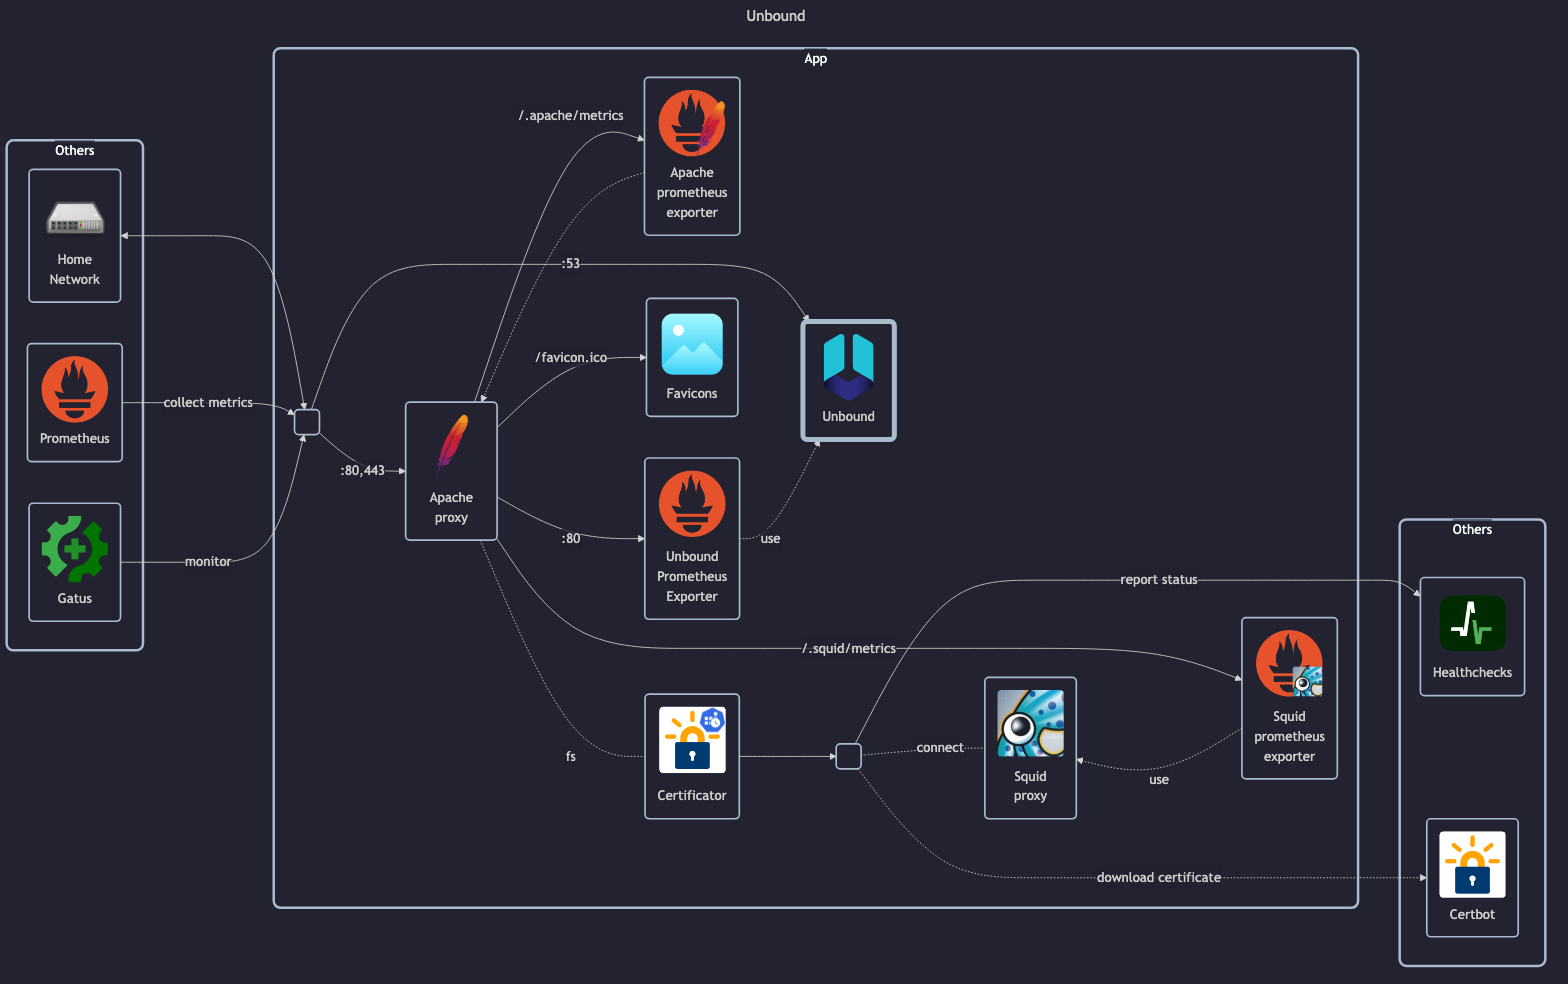 Unbound
App
Others
Home
Network
Prometheus
Gatus
collect metrics
monitor
:80,443
/.apache/metrics
Apache
prometheus
exporter
:53
/favicon.ico
Favicons
Unbound
Apache
proxy
:80
Unbound
Prometheus
Exporter
use
/.squid/metrics
fs
Certificator
connect
Squid
proxy
use
Squid
prometheus
exporter
report status
download certificate
Others
Healthchecks
Certbot